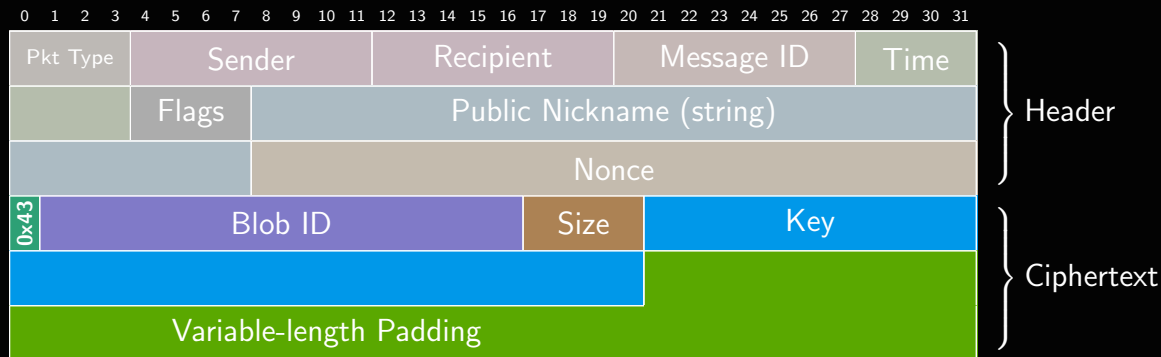 0 1 2 3 4 5 6 7 8 9 10 11 12 13 14 15 16 17 18 19 20 21 22 23 24 25 26 27 28 29 30 31
Pkt Type Sender Recipient Message ID Time
Flags Public Nickname (string)
Header
Nonce
0x43 Blob ID Size Key
Ciphertext
Variable-length Padding